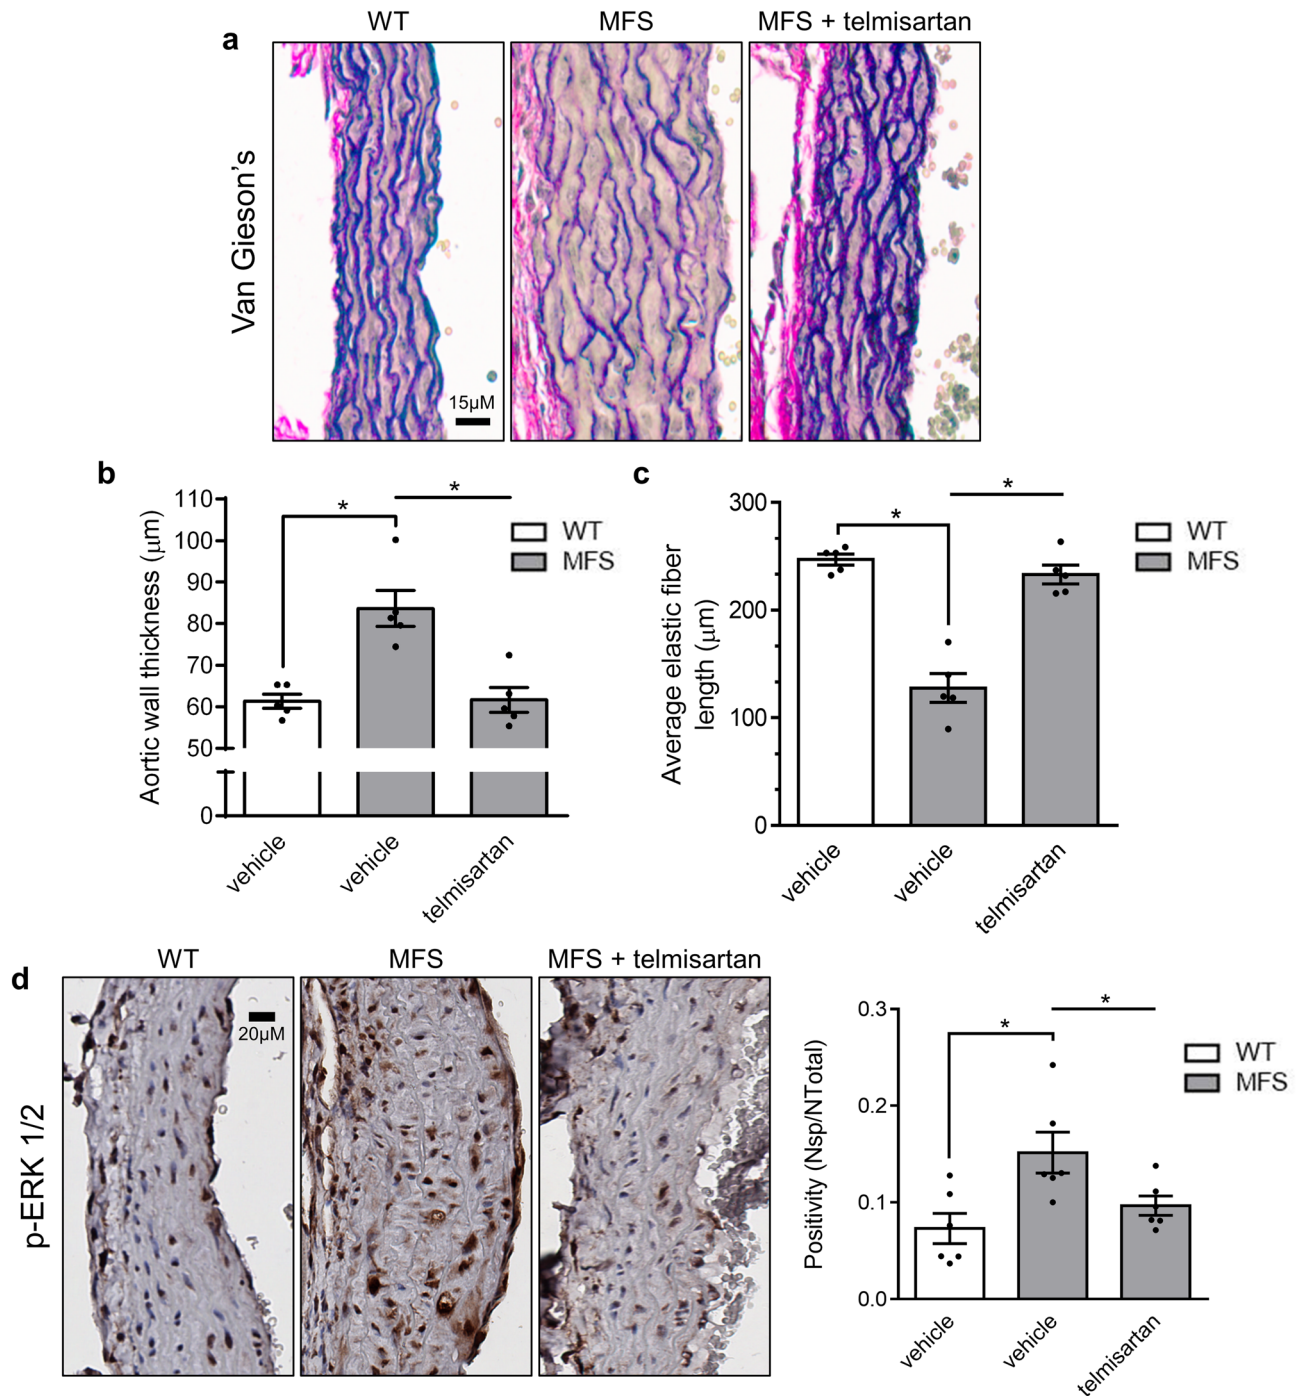 a
WT
MFS
MFS + telmisartan
Van Gieson's
15µM
b
Aortic wall thickness (µm)
110
100
90
80
70
60
50
0
*
*
WT
MFS
vehicle
vehicle
telmisartan
c
Average elastic fiber
length (µm)
300
200
100
0
*
*
WT
MFS
vehicle
vehicle
telmisartan
d
WT
MFS
MFS + telmisartan
p-ERK 1/2
20µM
Positivity (Nsp/NTotal)
0.3
0.2
0.1
0.0
*
*
WT
MFS
vehicle
vehicle
telmisartan